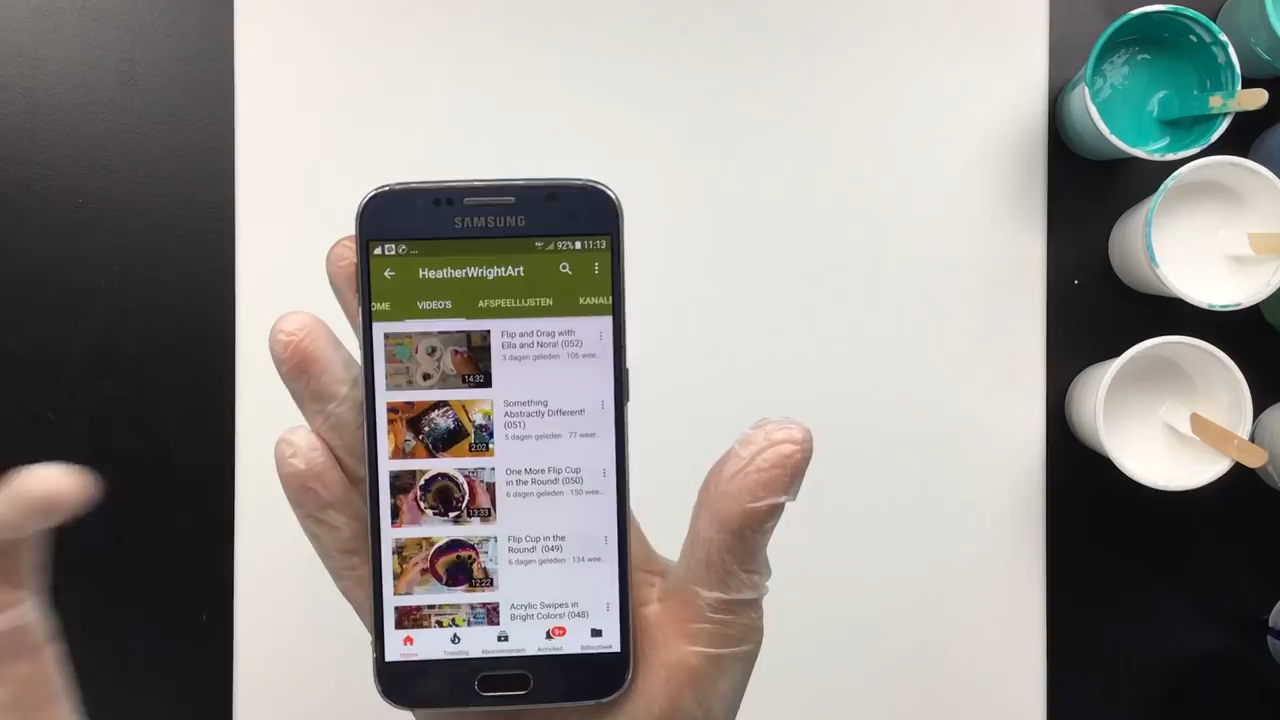 SAMSUNG
92% 11:13
HeatherWrightArt
OME VIDEO'S AFSPEELLIJSTEN KANALE
Flip and Drag with
Ella and Nora! (052)
3 dagen geleden · 106 wee...
14:32
Something
Abstractly Different!
(051)
5 dagen geleden · 77 weer...
2:02
One More Flip Cup
in the Round! (050)
6 dagen geleden · 150 wee...
13:33
Flip Cup in the
Round! (049)
6 dagen geleden · 134 wee...
12:22
Acrylic Swipes in
Bright Colors! (048)
9+
Home Trending Abonnementen Activiteit Bibliotheek